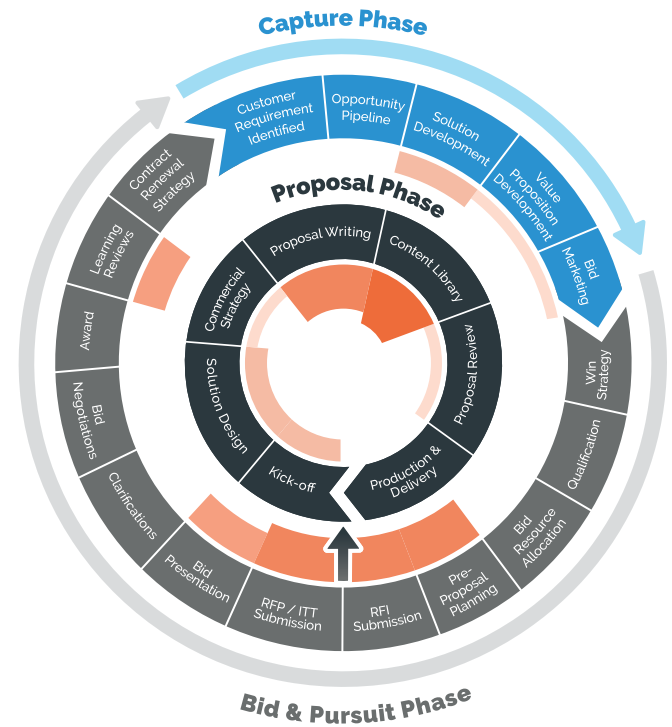 Capture Phase
Customer
Requirement
Identified
Opportunity
Pipeline
Solution
Development
Value
Proposition
Development
Bid
Marketing
Win
Strategy
Qualification
Bid
Resource
Allocation
Pre-
Proposal
Planning
RFI
Submission
RFP / ITT
Submission
Bid
Presentation
Clarifications
Bid
Negotiations
Award
Learning
Reviews
Contract
Renewal
Strategy
Proposal Phase
Proposal Writing
Content Library
Proposal Review
Production &
Delivery
Kick-off
Solution Design
Commercial
Strategy
Bid & Pursuit Phase